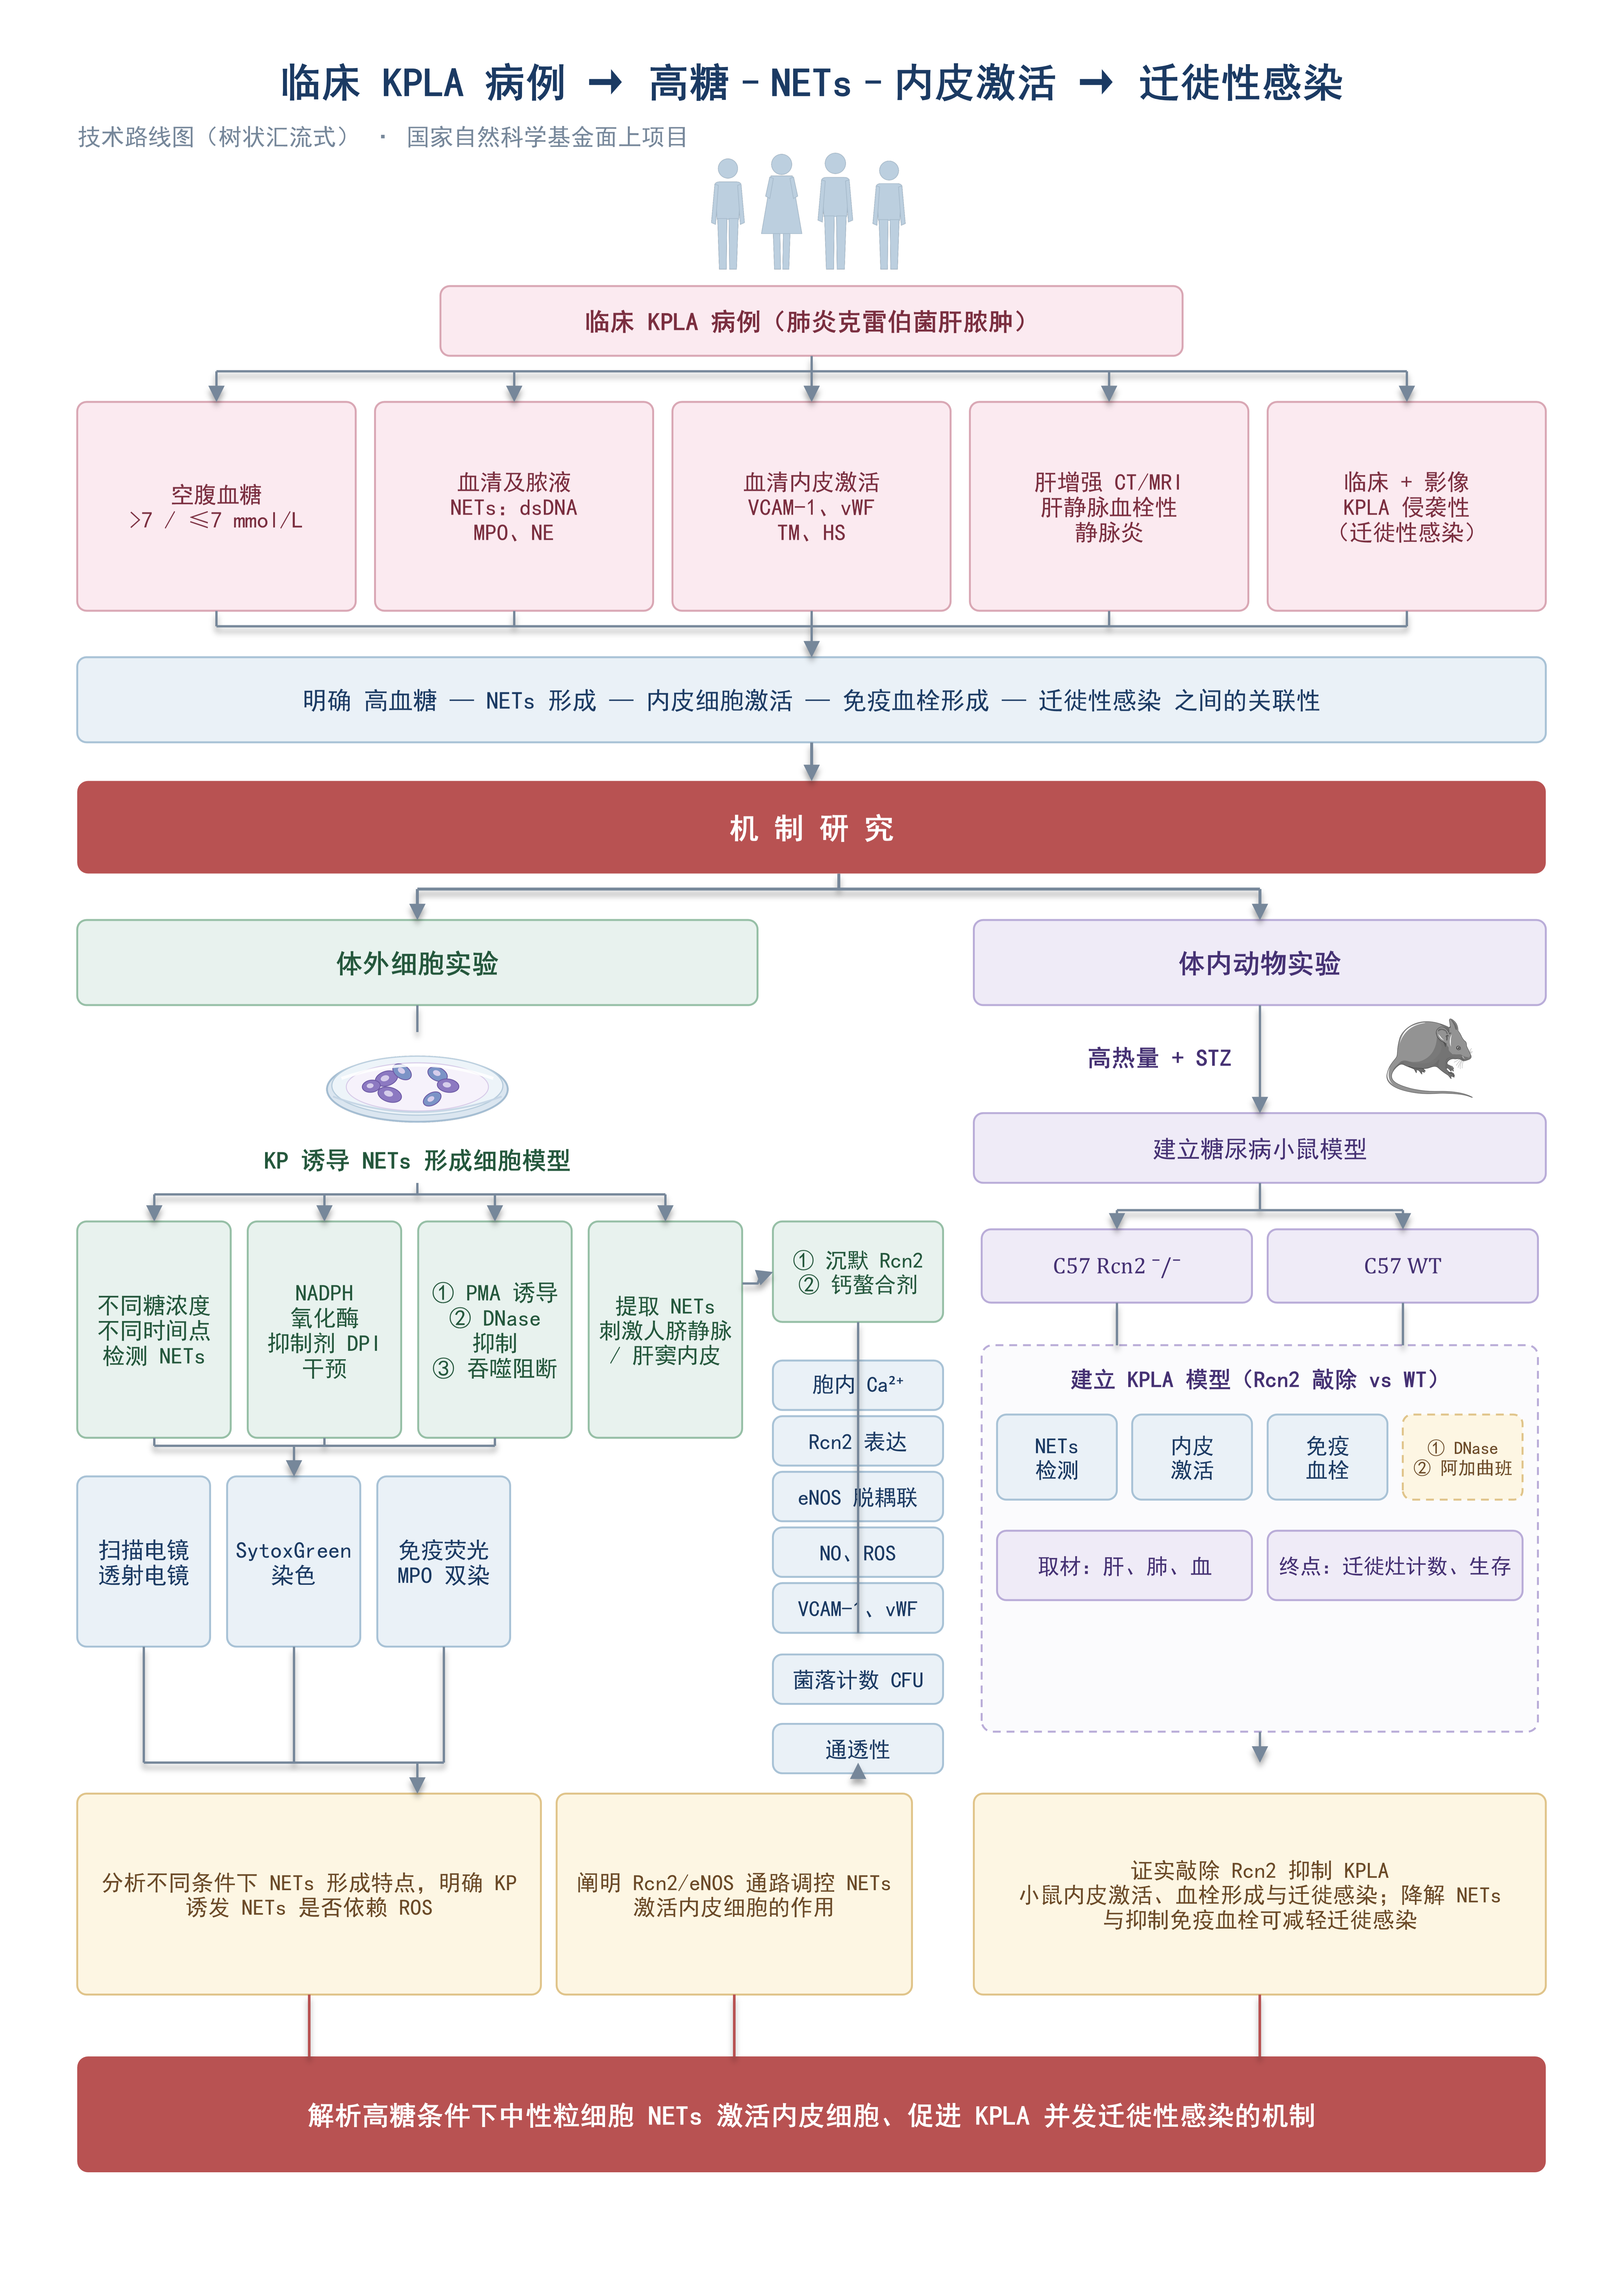 临床 KPLA 病例 → 高糖–NETs–内皮激活 → 迁徙性感染
技术路线图（树状汇流式） · 国家自然科学基金面上项目
临床 KPLA 病例（肺炎克雷伯菌肝脓肿）
空腹血糖
>7 / ≤7 mmol/L
血清及脓液
NETs: dsDNA
MPO、NE
血清内皮激活
VCAM-1、vWF
TM、HS
肝增强 CT/MRI
肝静脉血栓性
静脉炎
临床 + 影像
KPLA 侵袭性
（迁徙性感染）
明确 高血糖 — NETs 形成 — 内皮细胞激活 — 免疫血栓形成 — 迁徙性感染 之间的关联性
机 制 研 究
体外细胞实验
体内动物实验
高热量 + STZ
建立糖尿病小鼠模型
KP 诱导 NETs 形成细胞模型
不同糖浓度
不同时间点
检测 NETs
NADPH
氧化酶
抑制剂 DPI
干预
① PMA 诱导
② DNase
抑制
③ 吞噬阻断
提取 NETs
刺激人脐静脉
/ 肝窦内皮
① 沉默 Rcn2
② 钙螯合剂
C57 Rcn2 ⁻/⁻
C57 WT
胞内 Ca²⁺
Rcn2 表达
eNOS 脱耦联
NO、ROS
VCAM-1、vWF
菌落计数 CFU
通透性
建立 KPLA 模型（Rcn2 敲除 vs WT）
NETs
检测
内皮
激活
免疫
血栓
① DNase
② 阿加曲班
取材：肝、肺、血
终点：迁徙灶计数、生存
扫描电镜
透射电镜
SytoxGreen
染色
免疫荧光
MPO 双染
分析不同条件下 NETs 形成特点，明确 KP
诱发 NETs 是否依赖 ROS
阐明 Rcn2/eNOS 通路调控 NETs
激活内皮细胞的作用
证实敲除 Rcn2 抑制 KPLA
小鼠内皮激活、血栓形成与迁徙感染；降解 NETs
与抑制免疫血栓可减轻迁徙感染
解析高糖条件下中性粒细胞 NETs 激活内皮细胞、促进 KPLA 并发迁徙性感染的机制